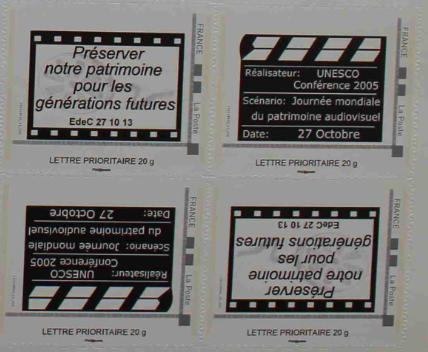 Préserver
notre patrimoine
pour les
générations futures
EdeC 27 10 13
FRANCE
La Poste
LETTRE PRIORITAIRE 20 g
Réalisateur: UNESCO
Conférence 2005
Scénario: Journée mondiale
du patrimoine audiovisuel
Date: 27 Octobre
FRANCE
La Poste
LETTRE PRIORITAIRE 20 g
Réalisateur: UNESCO
Conférence 2005
Scénario: Journée mondiale
du patrimoine audiovisuel
Date: 27 Octobre
FRANCE
La Poste
LETTRE PRIORITAIRE 20 g
Préserver
notre patrimoine
pour les
générations futures
EdeC 27 10 13
FRANCE
La Poste
LETTRE PRIORITAIRE 20 g